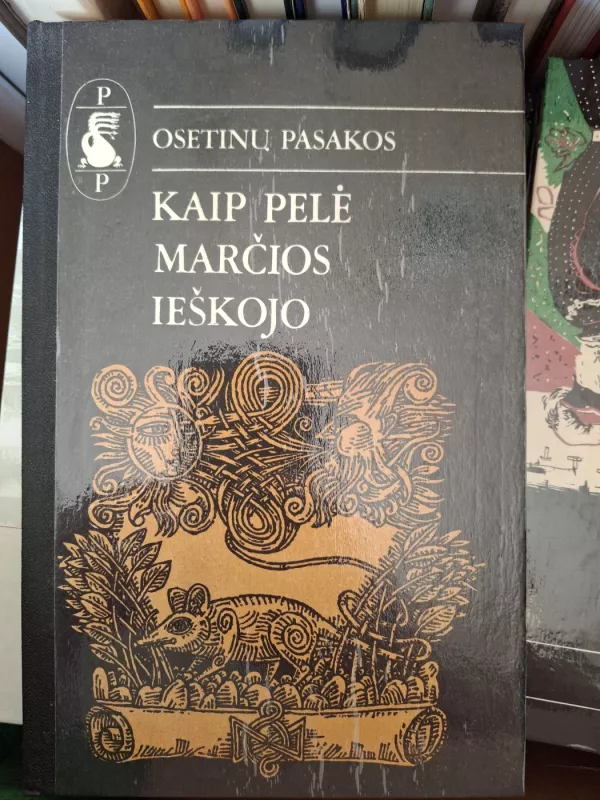 P
P
OSETINŲ PASAKOS
KAIP PELĖ
MARČIOS
IEŠKOJO